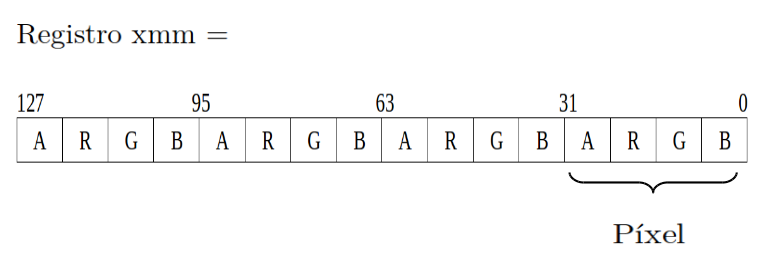 Registro xmm =
127 95 63 31 0
A R G B A R G B A R G B A R G B
Píxel